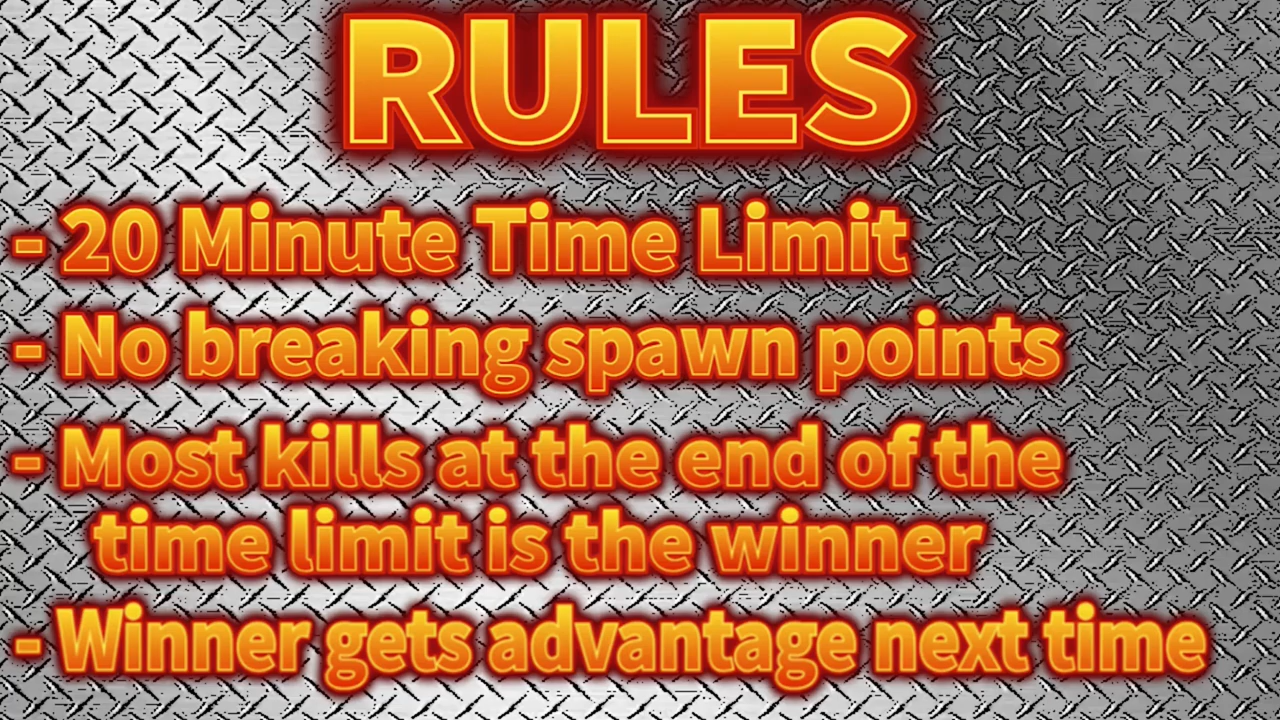 RULES
- 20 Minute Time Limit
- No breaking spawn points
- Most kills at the end of the
time limit is the winner
- Winner gets advantage next time